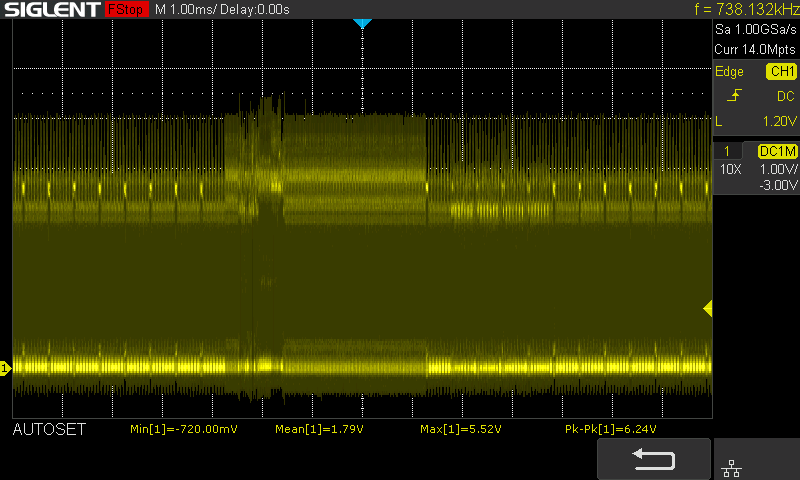 SIGLENT FStop M 1.00ms/ Delay:0.00s f = 738.132kHz
Sa 1.00GSa/s
Curr 14.0Mpts
Edge CH1
DC
L 1.20V
1 DC1M
10X 1.00V/
-3.00V
1
AUTOSET Min[1]=-720.00mV Mean[1]=1.79V Max[1]=5.52V Pk-Pk[1]=6.24V